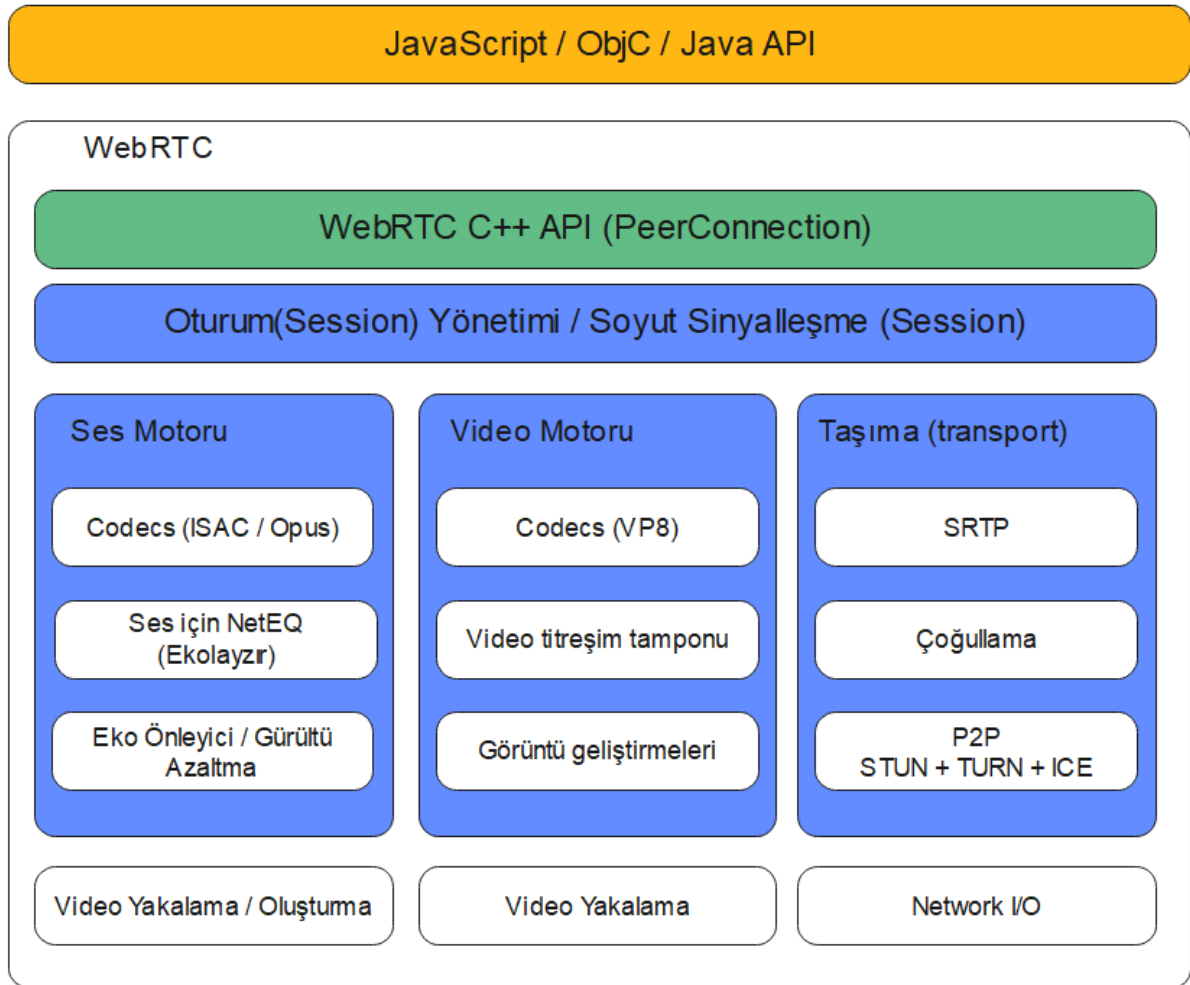 JavaScript / ObjC / Java API
WebRTC
WebRTC C++ API (PeerConnection)
Oturum(Session) Yönetimi / Soyut Sinyalleşme (Session)
Ses Motoru
Codecs (ISAC / Opus)
Ses için NetEQ
(Ekolayzır)
Eko Önleyici / Gürültü
Azaltma
Video Motoru
Codecs (VP8)
Video titreşim tamponu
Görüntü geliştirmeleri
Taşıma (transport)
SRTP
Çoğullama
P2P
STUN + TURN + ICE
Video Yakalama / Oluşturma
Video Yakalama
Network I/O